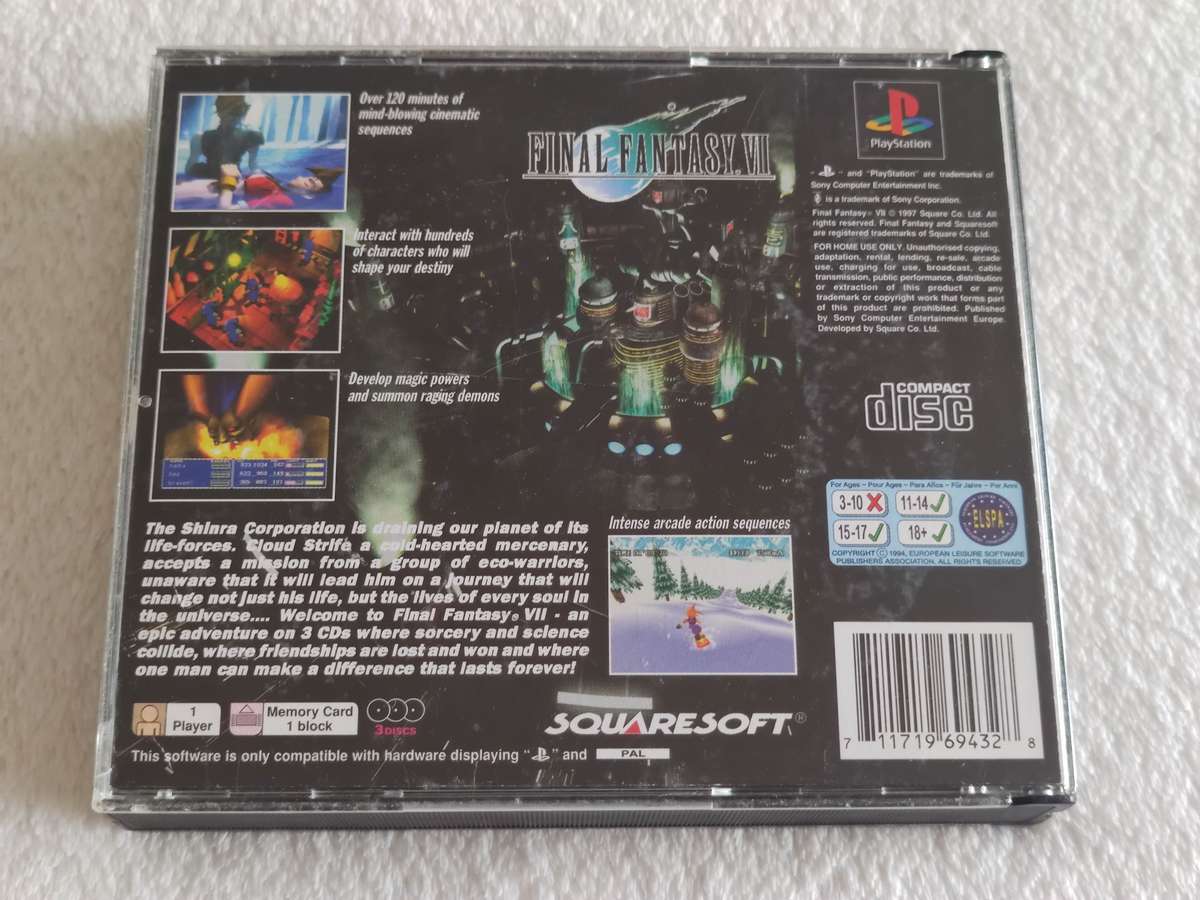 Over 120 minutes of
mind-blowing cinematic
sequences
FINAL FANTASY VII
PlayStation
" " and "PlayStation" are trademarks of
Sony Computer Entertainment Inc.
is a trademark of Sony Corporation.
Final Fantasy® VII © 1997 Square Co. Ltd. All
rights reserved. Final Fantasy and Squaresoft
are registered trademarks of Square Co. Ltd.
FOR HOME USE ONLY. Unauthorised copying,
adaptation, rental, lending, re-sale, arcade
use, charging for use, broadcast, cable
transmission, public performance, distribution
or extraction of this product or any
trademark or copyright work that forms part
of this product are prohibited. Published
by Sony Computer Entertainment Europe.
Developed by Square Co. Ltd.
Interact with hundreds
of characters who will
shape your destiny
Develop magic powers
and summon raging demons
COMPACT
disc
For Ages - Pour Ages - Para Años - Für Jahre - Per Anni
3-10
11-14
15-17
18+
ELSPA
COPYRIGHT © 1994, EUROPEAN LEISURE SOFTWARE
PUBLISHERS ASSOCIATION, ALL RIGHTS RESERVED
The Shinra Corporation is draining our planet of its
life-forces. Cloud Strife a cold-hearted mercenary,
accepts a mission from a group of eco-warriors,
unaware that it will lead him on a journey that will
change not just his life, but the lives of every soul in
the universe.... Welcome to Final Fantasy® VII - an
epic adventure on 3 CDs where sorcery and science
collide, where friendships are lost and won and where
one man can make a difference that lasts forever!
Intense arcade action sequences
1
Player
Memory Card
1 block
3 DISCS
SQUARESOFT®
This software is only compatible with hardware displaying " " and PAL
7 11719 69432 8